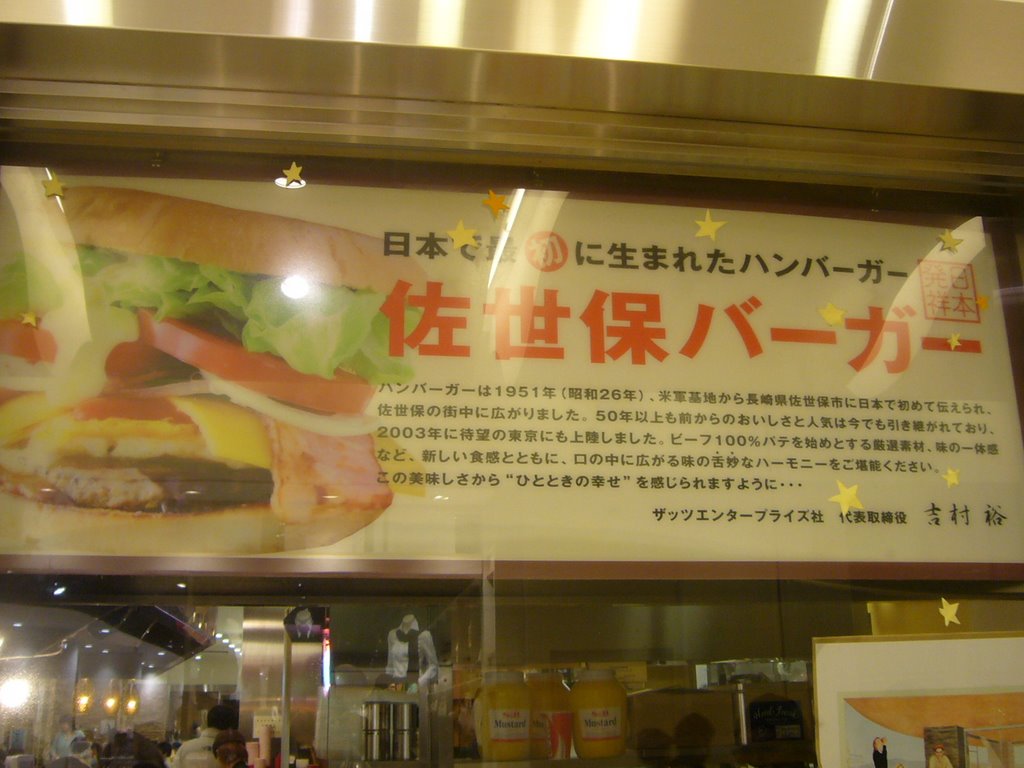 日本で最初に生まれたハンバーガー
日本発祥
佐世保バーガー
ハンバーガーは1951年(昭和26年)、米軍基地から長崎県佐世保市に日本で初めて伝えられ、
佐世保の街中に広がりました。50年以上も前からのおいしさと人気は今でも引き継がれており、
2003年に待望の東京にも上陸しました。ビーフ100%パテを始めとする厳選素材、味の一体感
など、新しい食感とともに、口の中に広がる味の舌妙なハーモニーをご堪能ください。
この美味しさから“ひとときの幸せ”を感じられますように・・・
ザッツエンタープライズ社 代表取締役 吉村 裕
Mustard
Mustard